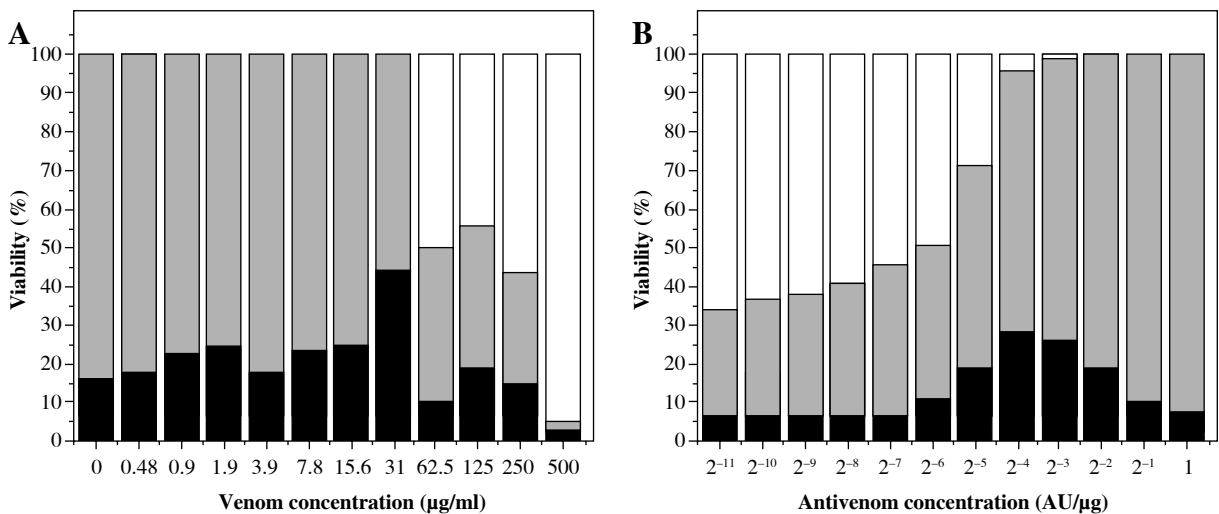 A
Viability (%)
100
90
80
70
60
50
40
30
20
10
0
0 0.48 0.9 1.9 3.9 7.8 15.6 31 62.5 125 250 500
Venom concentration (µg/ml)
B
Viability (%)
100
90
80
70
60
50
40
30
20
10
0
2⁻¹¹ 2⁻¹⁰ 2⁻⁹ 2⁻⁸ 2⁻⁷ 2⁻⁶ 2⁻⁵ 2⁻⁴ 2⁻³ 2⁻² 2⁻¹ 1
Antivenom concentration (AU/µg)